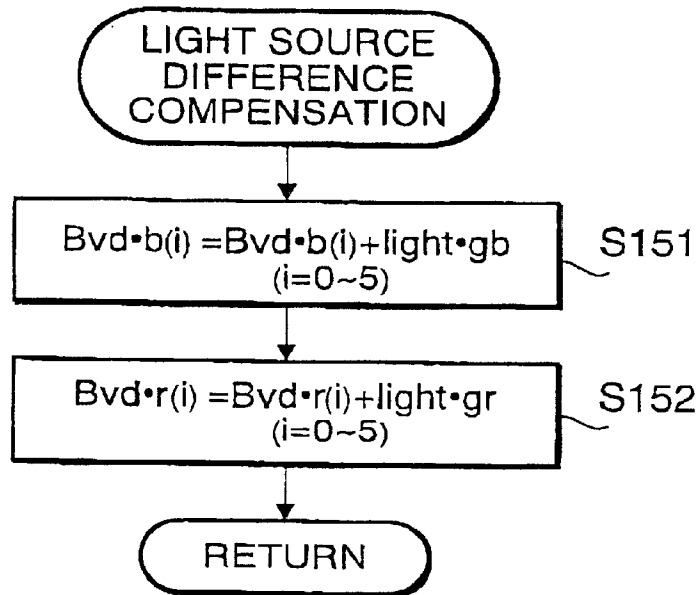 LIGHT SOURCE
DIFFERENCE
COMPENSATION
Bvd•b(i) =Bvd•b(i)+light•gb
(i=0~5)
S151
Bvd•r(i) =Bvd•r(i)+light•gr
(i=0~5)
S152
RETURN